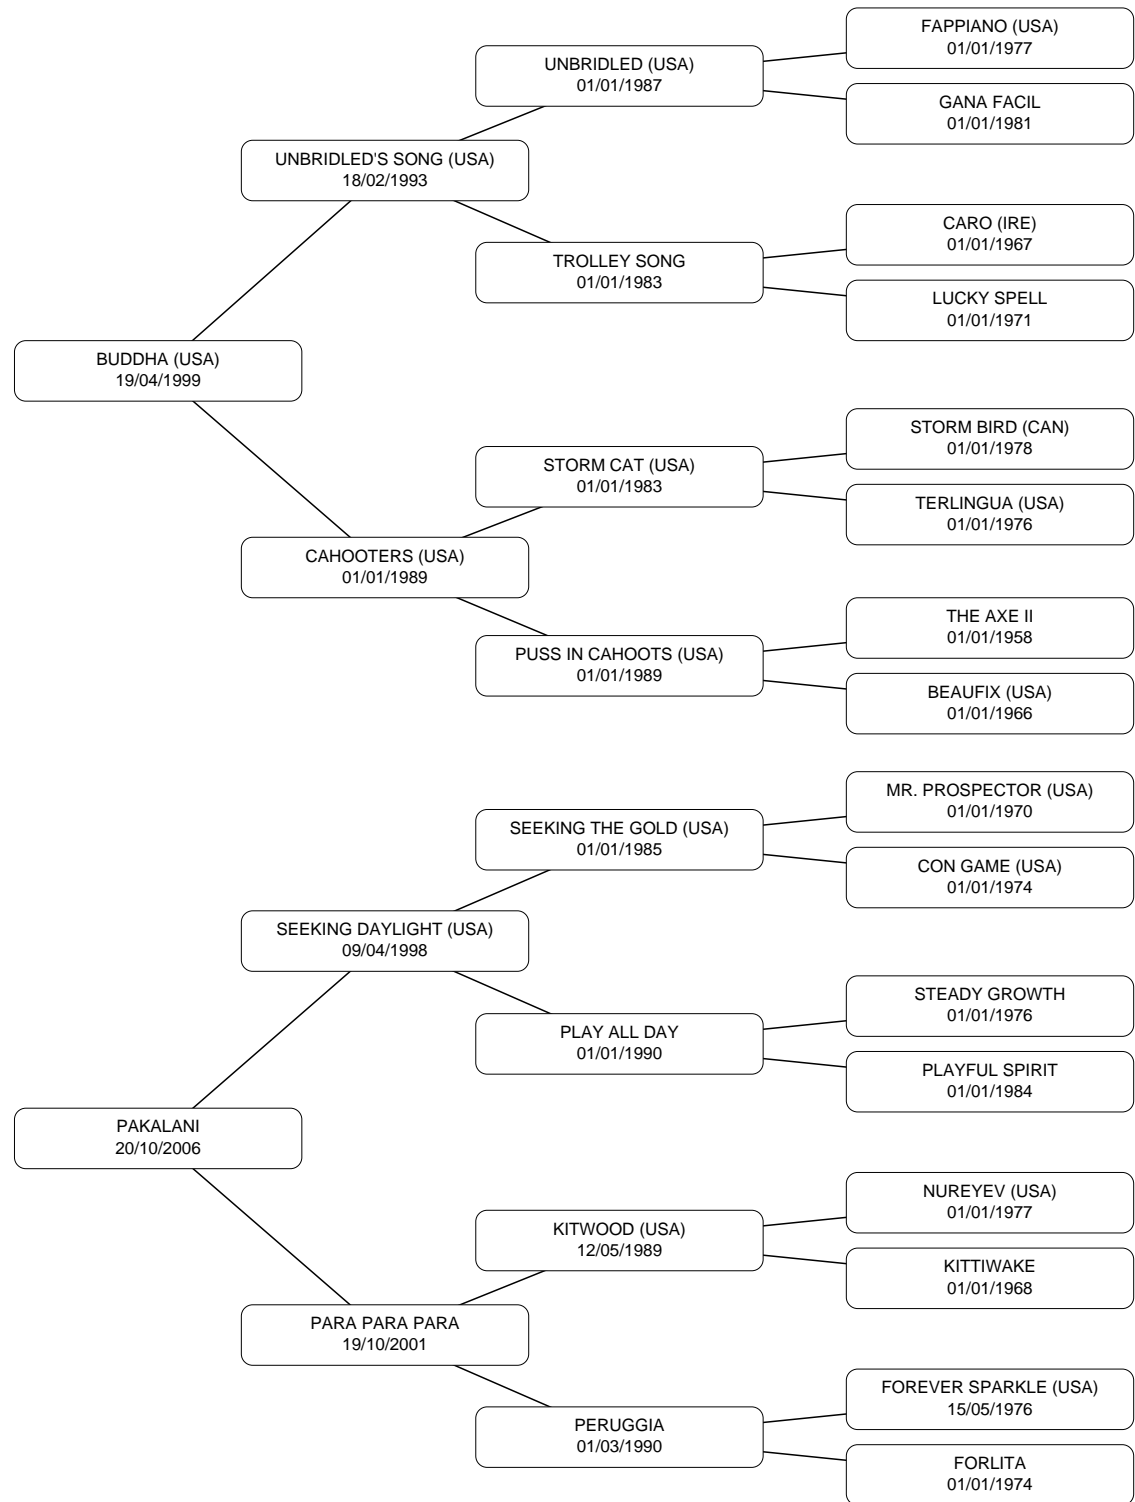 FAPPIANO (USA)
01/01/1977
UNBRIDLED (USA)
01/01/1987
GANA FACIL
01/01/1981
UNBRIDLED'S SONG (USA)
18/02/1993
CARO (IRE)
01/01/1967
TROLLEY SONG
01/01/1983
LUCKY SPELL
01/01/1971
BUDDHA (USA)
19/04/1999
STORM BIRD (CAN)
01/01/1978
STORM CAT (USA)
01/01/1983
TERLINGUA (USA)
01/01/1976
CAHOOTERS (USA)
01/01/1989
THE AXE II
01/01/1958
PUSS IN CAHOOTS (USA)
01/01/1989
BEAUFIX (USA)
01/01/1966
MR. PROSPECTOR (USA)
01/01/1970
SEEKING THE GOLD (USA)
01/01/1985
CON GAME (USA)
01/01/1974
SEEKING DAYLIGHT (USA)
09/04/1998
STEADY GROWTH
01/01/1976
PLAY ALL DAY
01/01/1990
PLAYFUL SPIRIT
01/01/1984
PAKALANI
20/10/2006
NUREYEV (USA)
01/01/1977
KITWOOD (USA)
12/05/1989
KITTIWAKE
01/01/1968
PARA PARA PARA
19/10/2001
FOREVER SPARKLE (USA)
15/05/1976
PERUGGIA
01/03/1990
FORLITA
01/01/1974